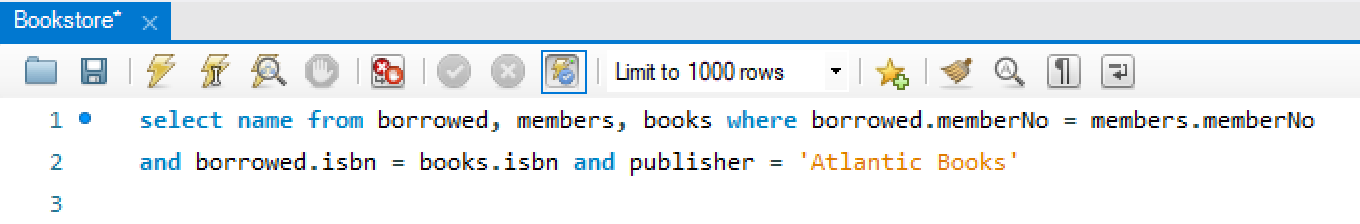 Bookstore*
Limit to 1000 rows
1 select name from borrowed, members, books where borrowed.memberNo = members.memberNo
2 and borrowed.isbn = books.isbn and publisher = 'Atlantic Books'
3